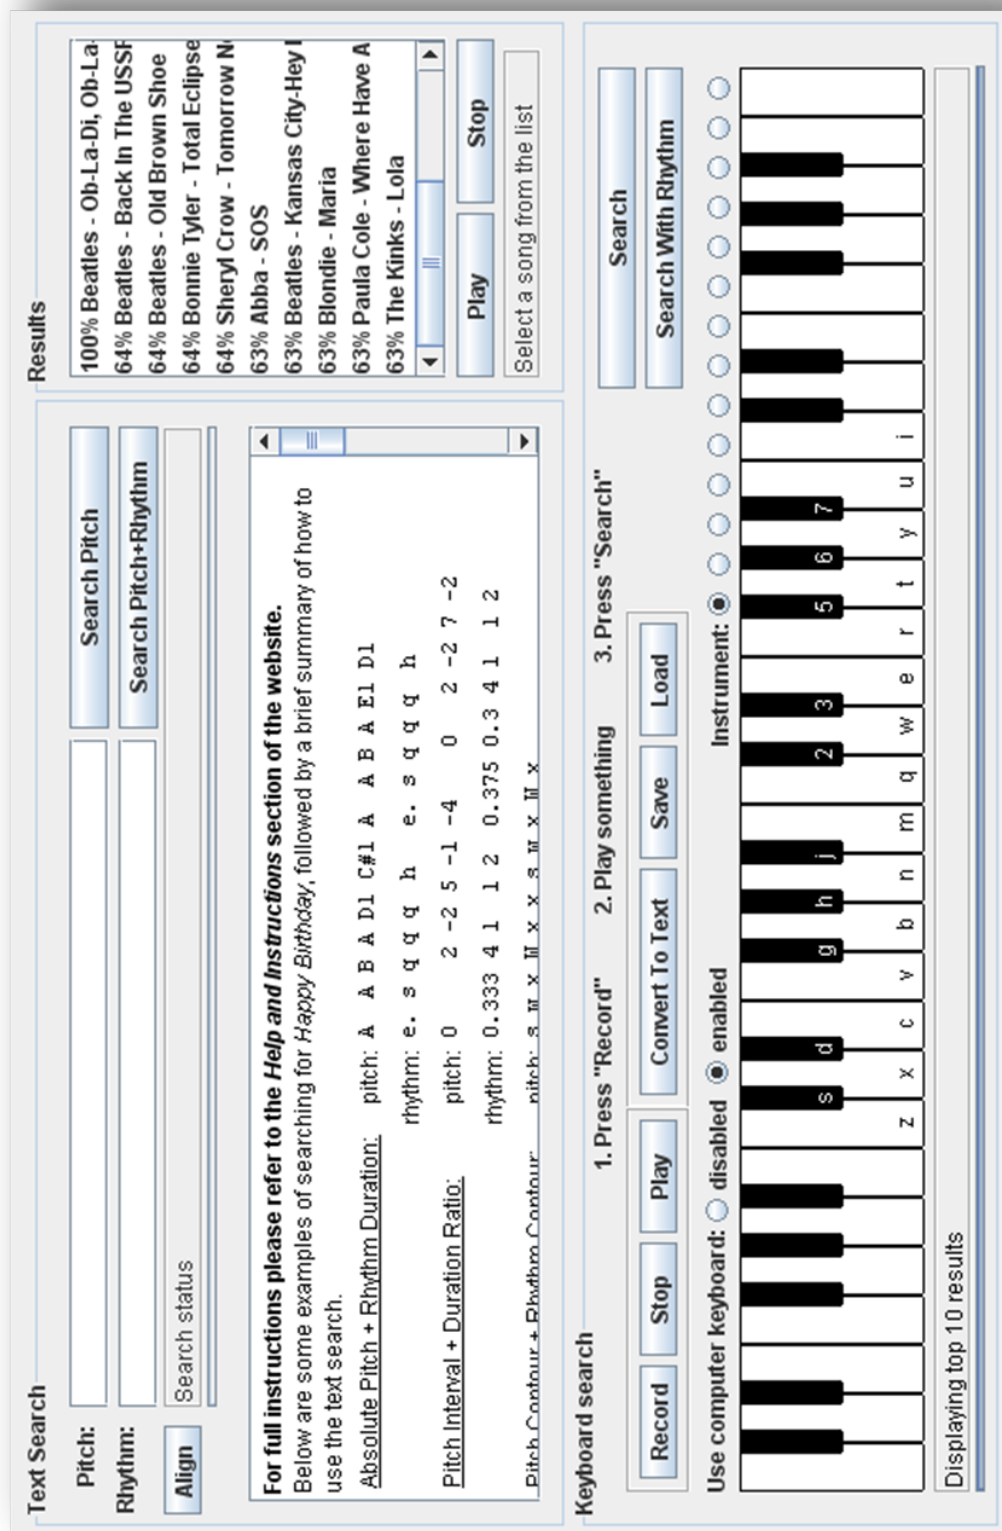 Text Search
Pitch:
Search Pitch
Rhythm:
Search Pitch+Rhythm
Align
Search status
For full instructions please refer to the Help and Instructions section of the website.
Below are some examples of searching for Happy Birthday, followed by a brief summary of how to
use the text search.
Absolute Pitch + Rhythm Duration: pitch: A A B A D1 C#1 A A B A E1 D1
rhythm: e. s q q q h e. s q q q h
Pitch Interval + Duration Ratio: pitch: 0 2 -2 5 -1 -4 0 2 -2 7 -2
rhythm: 0.333 4 1 1 2 0.375 0.3 4 1 1 2
Pitch Contour + Rhythm Contour: pitch: s W x W x x s W x W x
Results
100% Beatles - Ob-La-Di, Ob-La-
64% Beatles - Back In The USSR
64% Beatles - Old Brown Shoe
64% Bonnie Tyler - Total Eclipse
64% Sheryl Crow - Tomorrow N
63% Abba - SOS
63% Beatles - Kansas City-Hey
63% Blondie - Maria
63% Paula Cole - Where Have A
63% The Kinks - Lola
Play
Stop
Select a song from the list
Keyboard search
1. Press "Record" 2. Play something 3. Press "Search"
Record
Stop
Play
Convert To Text
Save
Load
Search
Search With Rhythm
Use computer keyboard: disabled enabled
Instrument:
s d g h j 2 3 5 6 7
z x c v b n m q w e r t y u i
Displaying top 10 results